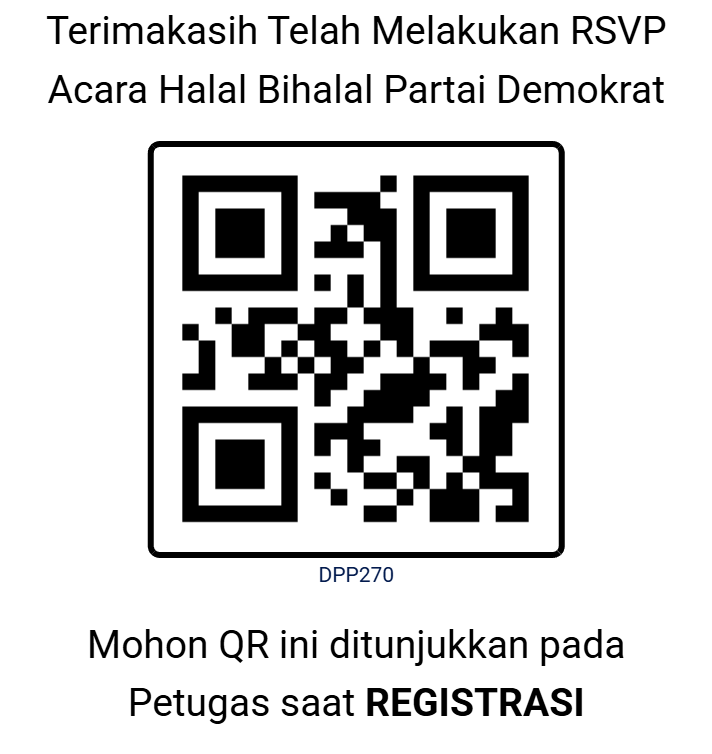 Terimakasih Telah Melakukan RSVP
Acara Halal Bihalal Partai Demokrat
DPP270
Mohon QR ini ditunjukkan pada
Petugas saat REGISTRASI